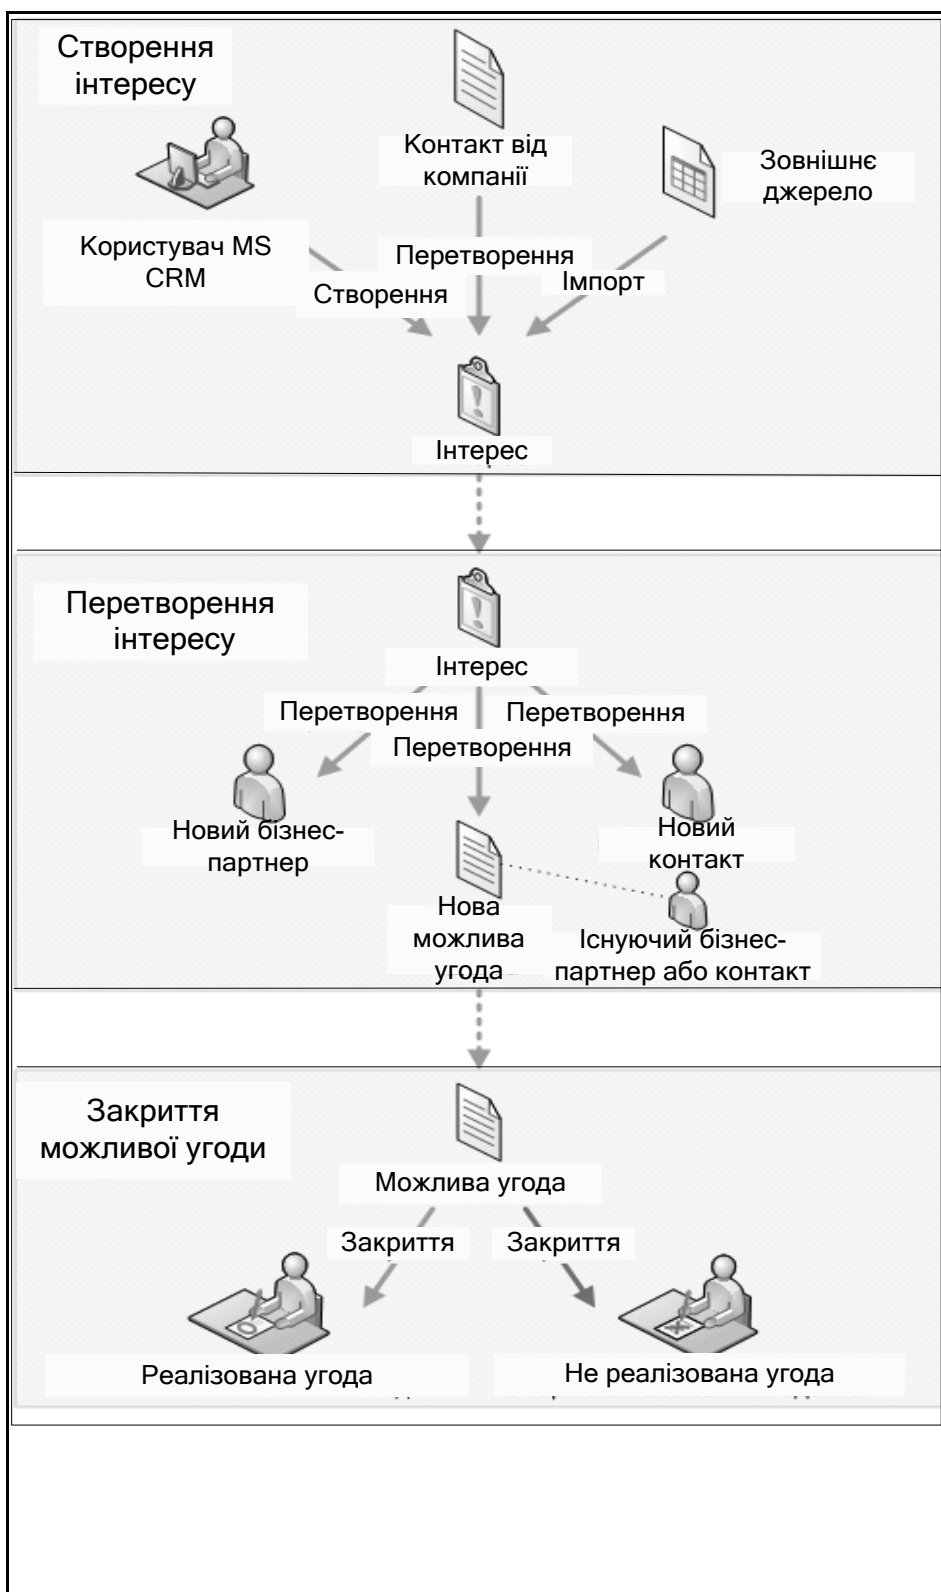 Створення
інтересу
Контакт від
компанії
Зовнішнє
джерело
Користувач MS
CRM
Перетворення
Імпорт
Створення
Інтерес
Перетворення
інтересу
Інтерес
Перетворення
Перетворення
Перетворення
Новий бізнес-
партнер
Новий
контакт
Нова
можлива
угода
Існуючий бізнес-
партнер або контакт
Закриття
можливої угоди
Можлива угода
Закриття
Закриття
Реалізована угода
Не реалізована угода